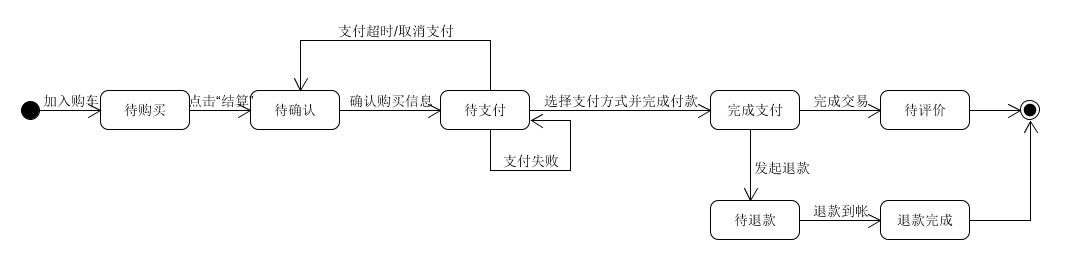 支付超时/取消支付
加入购车
待购买
点击“结算”
待确认
确认购买信息
待支付
选择支付方式并完成付款
完成支付
完成交易
待评价
支付失败
发起退款
待退款
退款到帐
退款完成